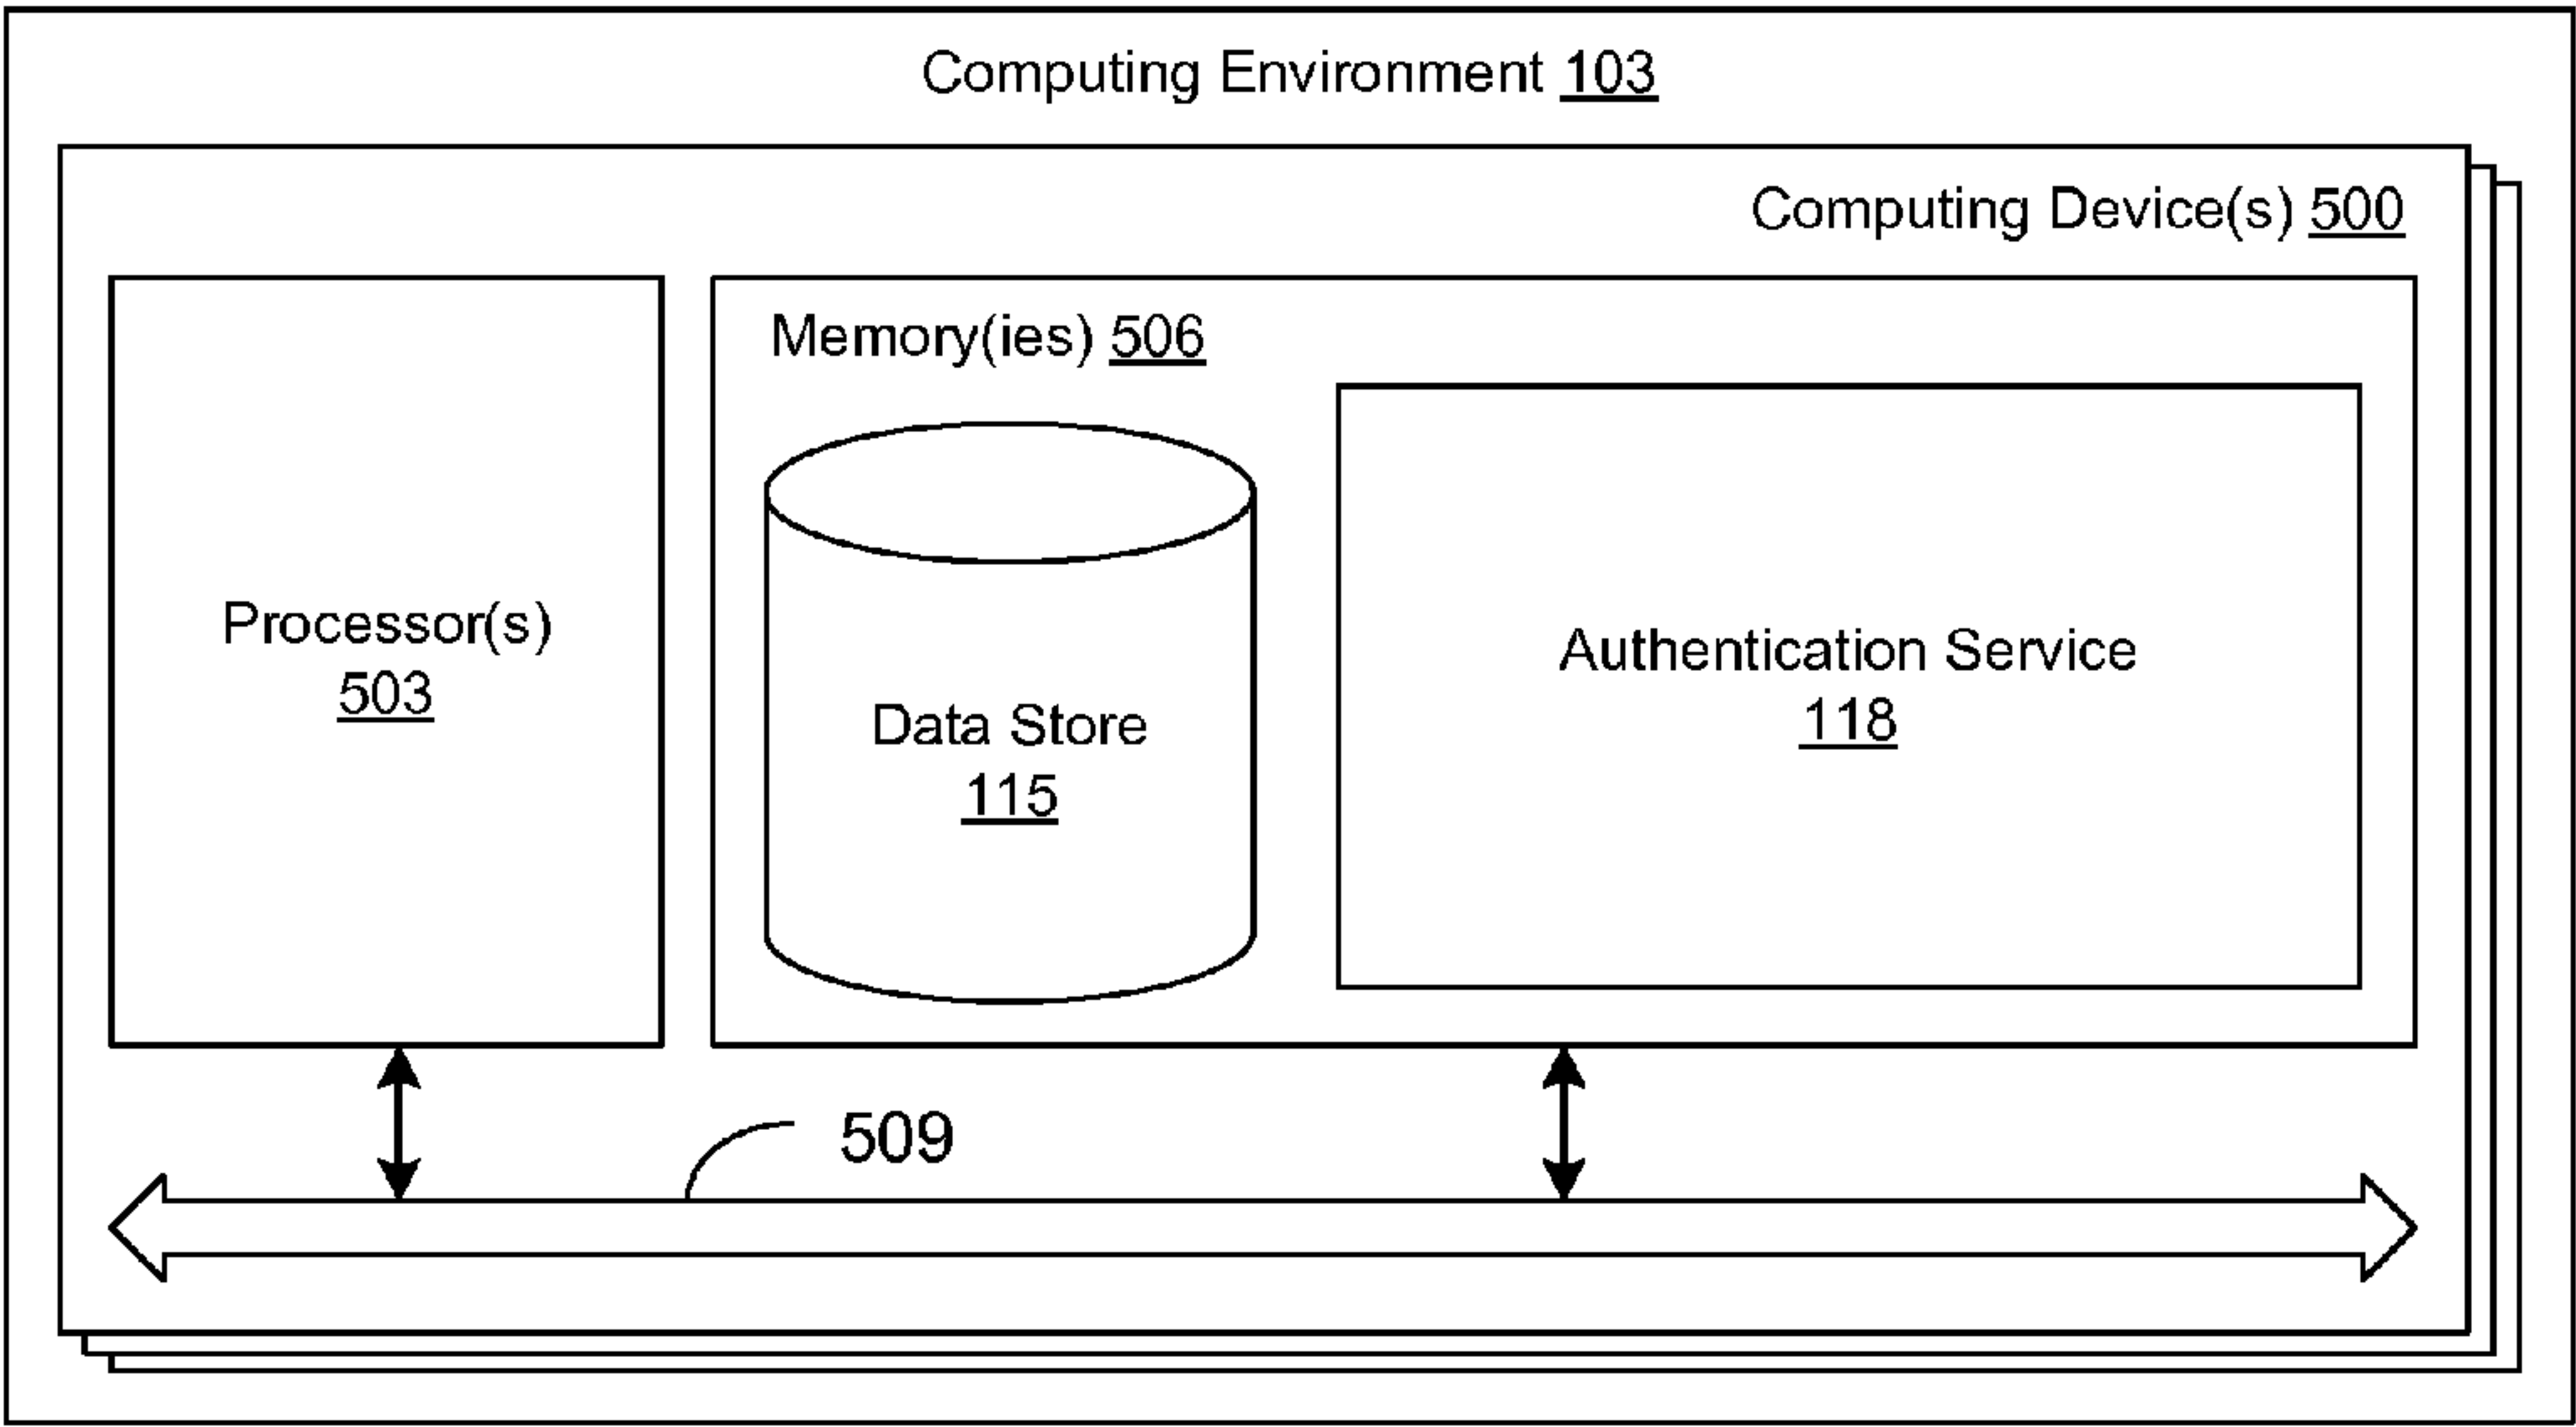 Computing Environment 103
Computing Device(s) 500
Memory(ies) 506
Processor(s)
503
Data Store
115
Authentication Service
118
509